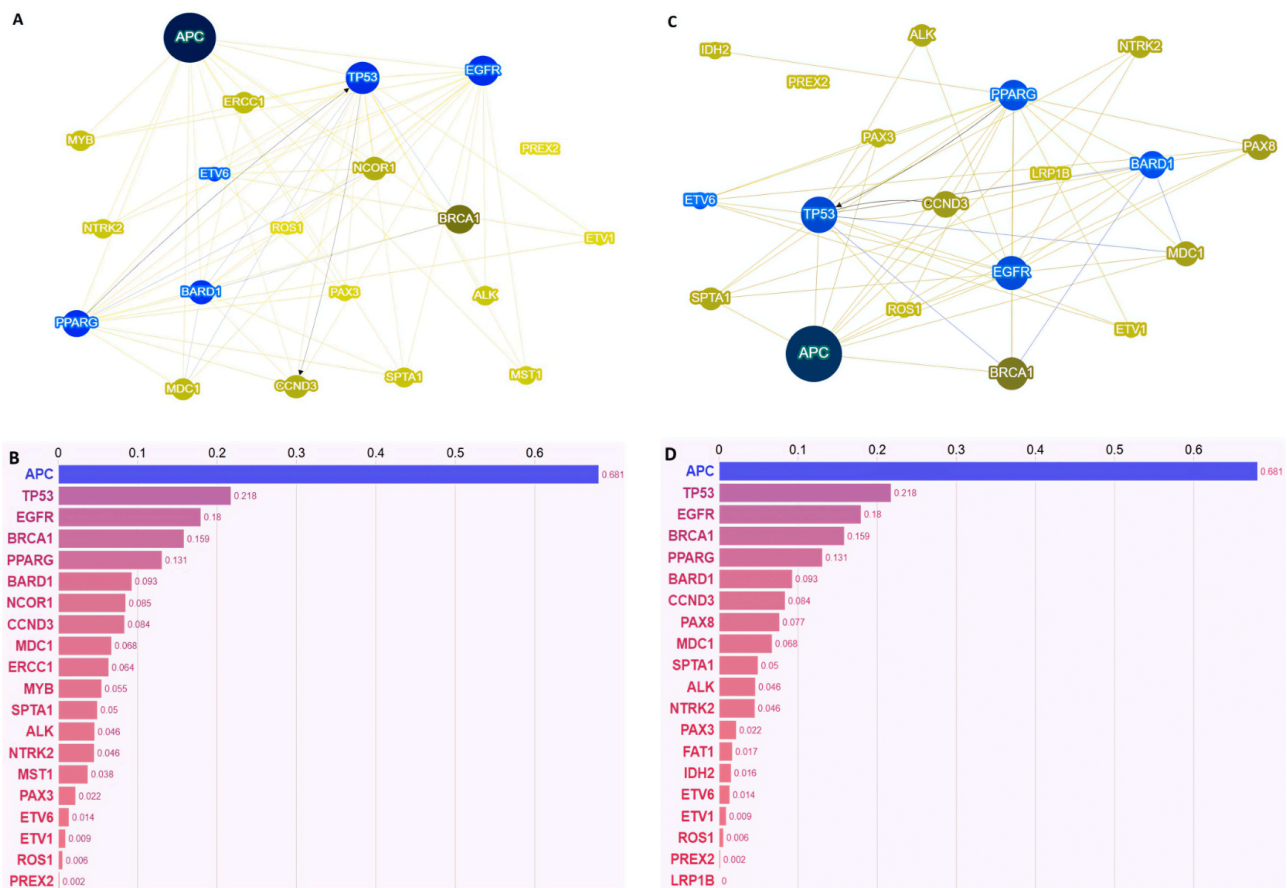 A
APC
TP53
EGFR
ERCC1
MYB
PREX2
ETV6
NCOR1
BRCA1
NTRK2
ROS1
ETV1
BARD1
PAX3
ALK
PPARG
MDC1
CCND3
SPTA1
MST1
C
ALK
IDH2
NTRK2
PREX2
PPARG
PAX3
PAX8
BARD1
LRP1B
ETV6
CCND3
TP53
MDC1
EGFR
SPTA1
ROS1
ETV1
APC
BRCA1
B
0 0.1 0.2 0.3 0.4 0.5 0.6
APC 0.681
TP53 0.218
EGFR 0.18
BRCA1 0.159
PPARG 0.131
BARD1 0.093
NCOR1 0.085
CCND3 0.084
MDC1 0.068
ERCC1 0.064
MYB 0.055
SPTA1 0.05
ALK 0.046
NTRK2 0.046
MST1 0.038
PAX3 0.022
ETV6 0.014
ETV1 0.009
ROS1 0.006
PREX2 0.002
D
0 0.1 0.2 0.3 0.4 0.5 0.6
APC 0.681
TP53 0.218
EGFR 0.18
BRCA1 0.159
PPARG 0.131
BARD1 0.093
CCND3 0.084
PAX8 0.077
MDC1 0.068
SPTA1 0.05
ALK 0.046
NTRK2 0.046
PAX3 0.022
FAT1 0.017
IDH2 0.016
ETV6 0.014
ETV1 0.009
ROS1 0.006
PREX2 0.002
LRP1B 0